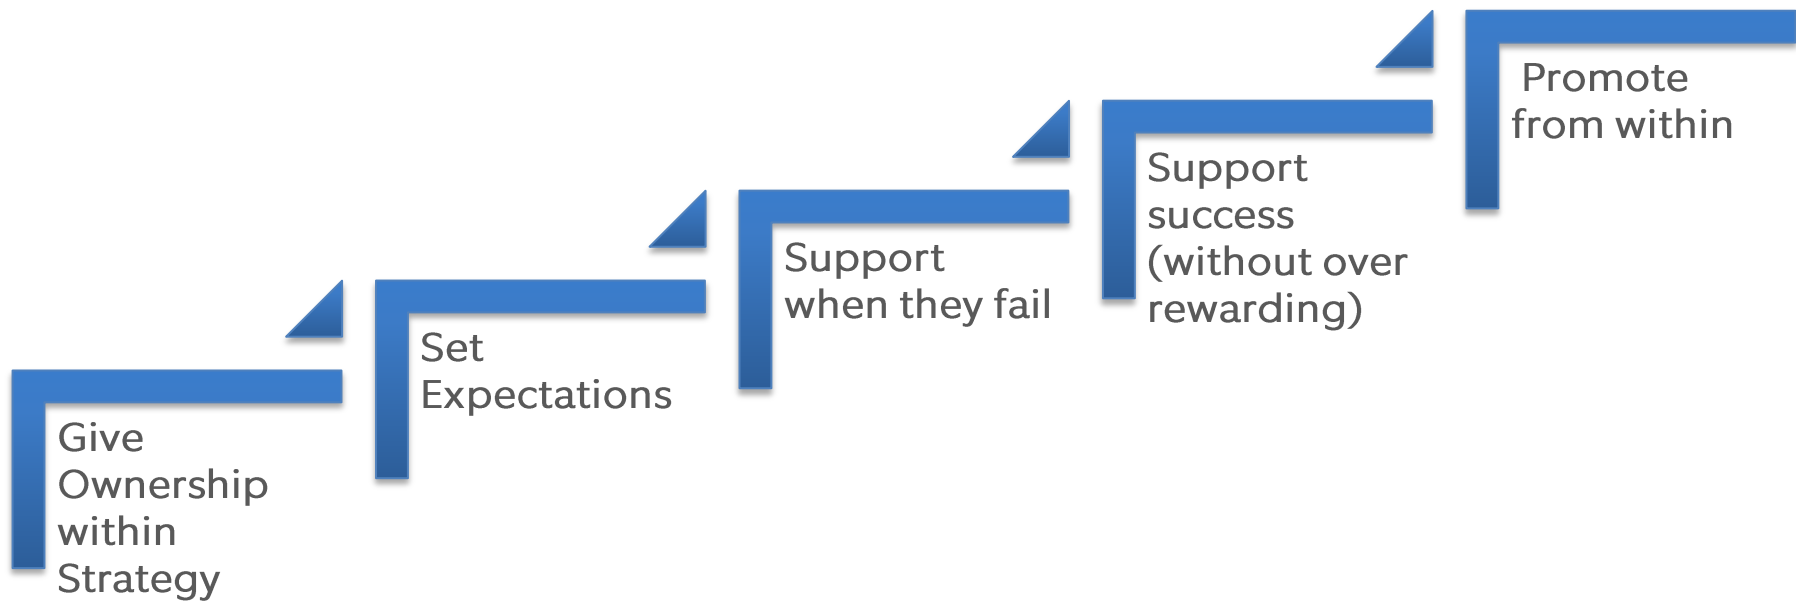 Give
Ownership
within
Strategy
Set
Expectations
Support
when they fail
Support
success
(without over
rewarding)
Promote
from within